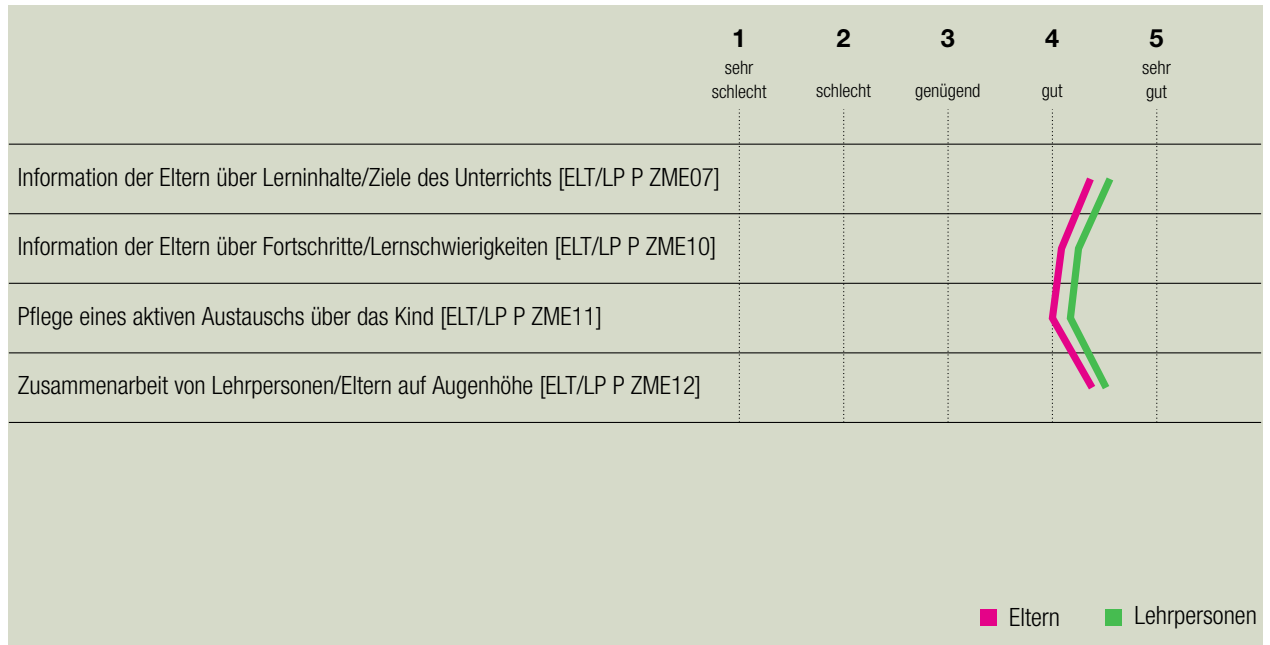 1 2 3 4 5
sehr schlecht schlecht genügend gut sehr gut
Information der Eltern über Lerninhalte/Ziele des Unterrichts [ELT/LP P ZME07]
Information der Eltern über Fortschritte/Lernschwierigkeiten [ELT/LP P ZME10]
Pflege eines aktiven Austauschs über das Kind [ELT/LP P ZME11]
Zusammenarbeit von Lehrpersonen/Eltern auf Augenhöhe [ELT/LP P ZME12]
Eltern Lehrpersonen